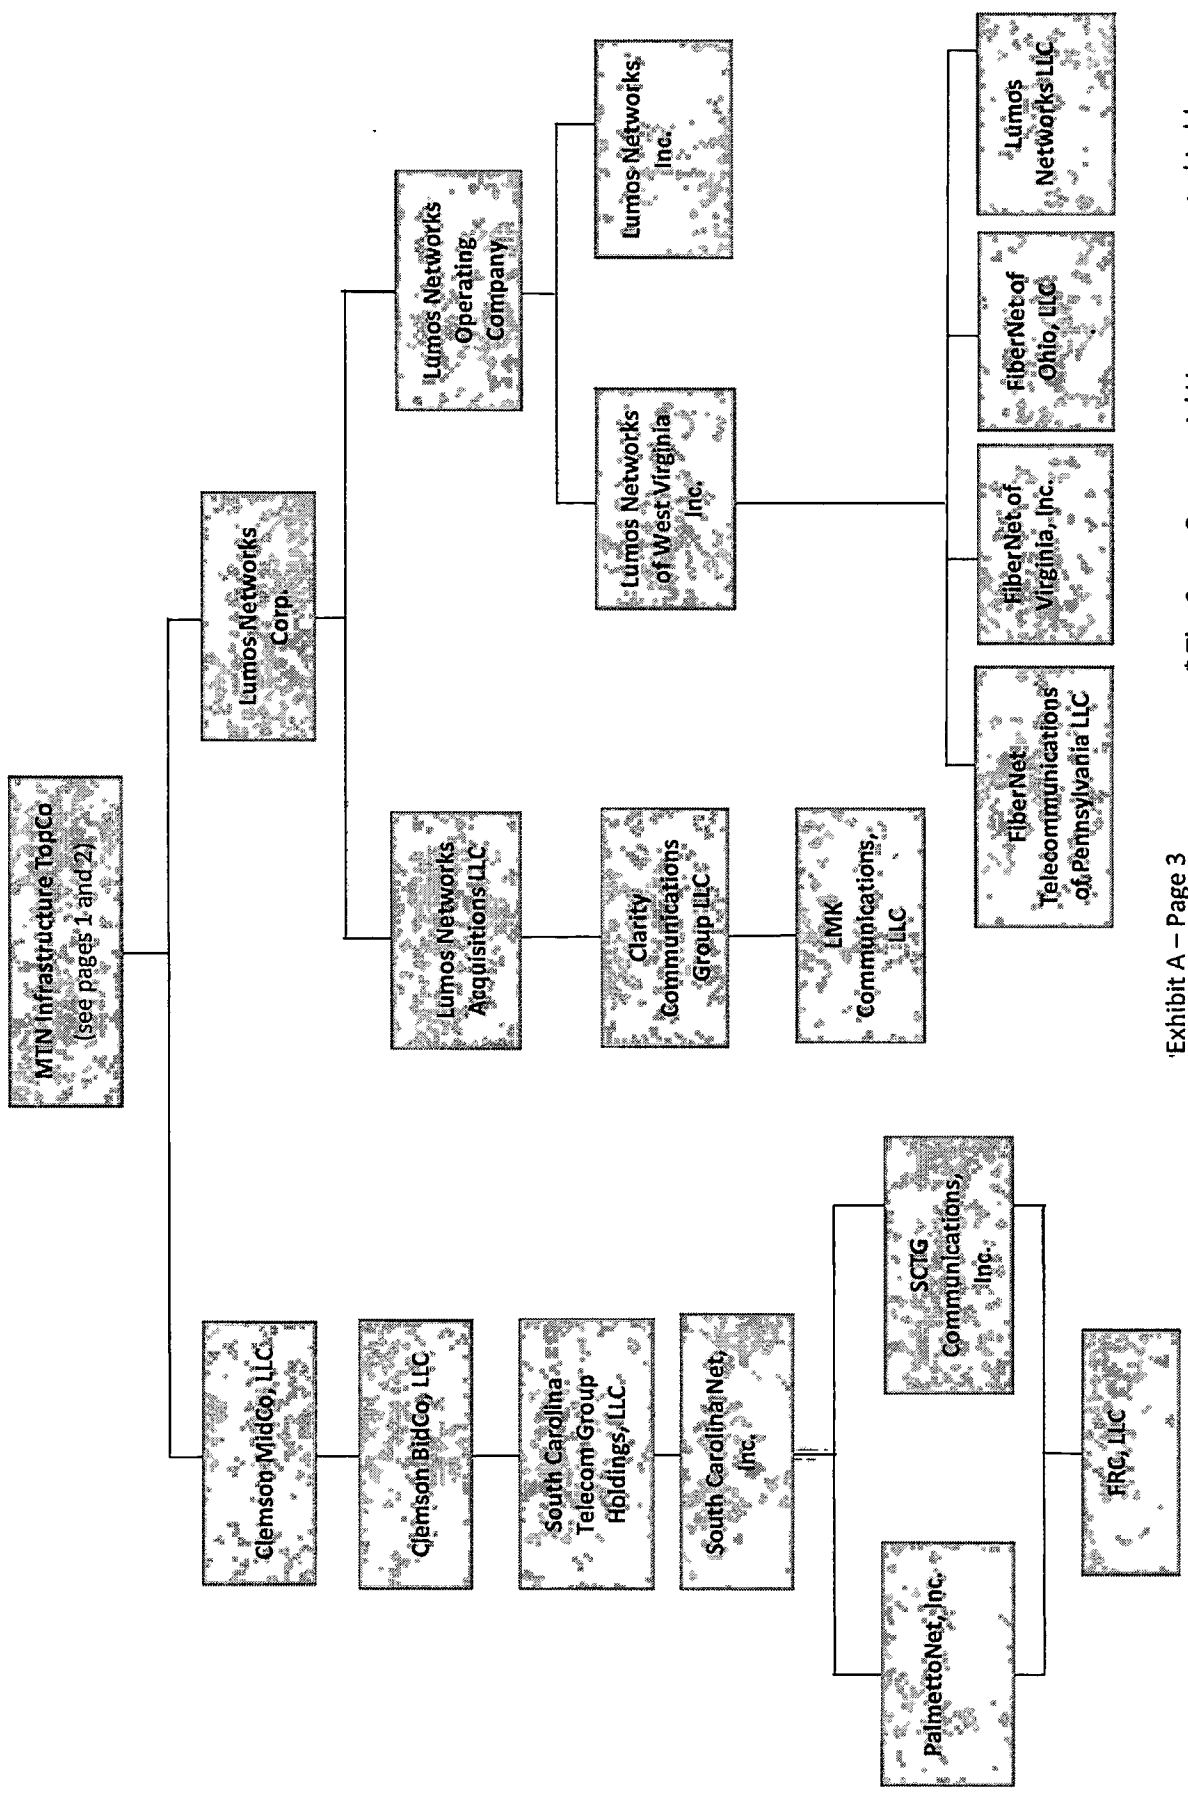 MTN Infrastructure TopCo
(see pages 1 and 2)
Clemson MidCo, LLC
Lumos Networks
Corp.
Clemson BidCo, LLC
Lumos Networks
Acquisitions LLC
Lumos Networks
Operating
Company
South Carolina
Telecom Group
Holdings, LLC
Clarity
Communications
Group LLC
Lumos Networks
of West Virginia
Inc.
Lumos Networks
Inc.
South Carolina Net,
Inc.
LMK
Communications,
LLC
PalmettoNet, Inc.
SCTG
Communications,
Inc.
FiberNet
Telecommunications
of Pennsylvania LLC
FiberNet of
Virginia, Inc.
FiberNet of
Ohio, LLC
Lumos
Networks LLC
FRC, LLC
Exhibit A – Page 3